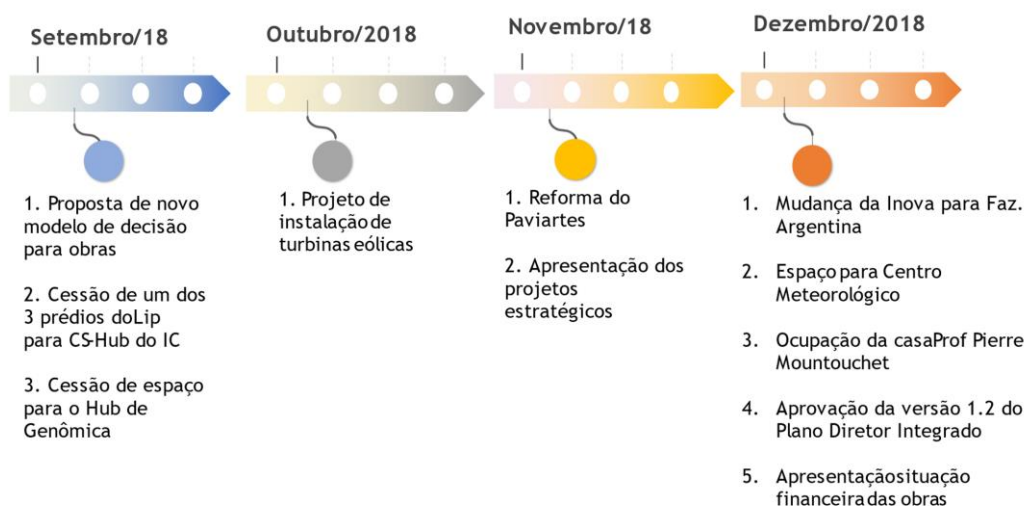 Setembro/18
1. Proposta de novo
modelo de decisão
para obras
2. Cessão de um dos
3 prédios doLip
para CS-Hub do IC
3. Cessão de espaço
para o Hub de
Genômica
Outubro/2018
1. Projeto de
instalaçãode
turbinas eólicas
Novembro/18
1. Reforma do
Paviartes
2. Apresentação dos
projetos
estratégicos
Dezembro/2018
1. Mudança da Inova para Faz.
Argentina
2. Espaço para Centro
Meteorológico
3. Ocupação da casaProf Pierre
Mountouchet
4. Aprovação da versão 1.2 do
Plano Diretor Integrado
5. Apresentaçãosituação
financeiradas obras